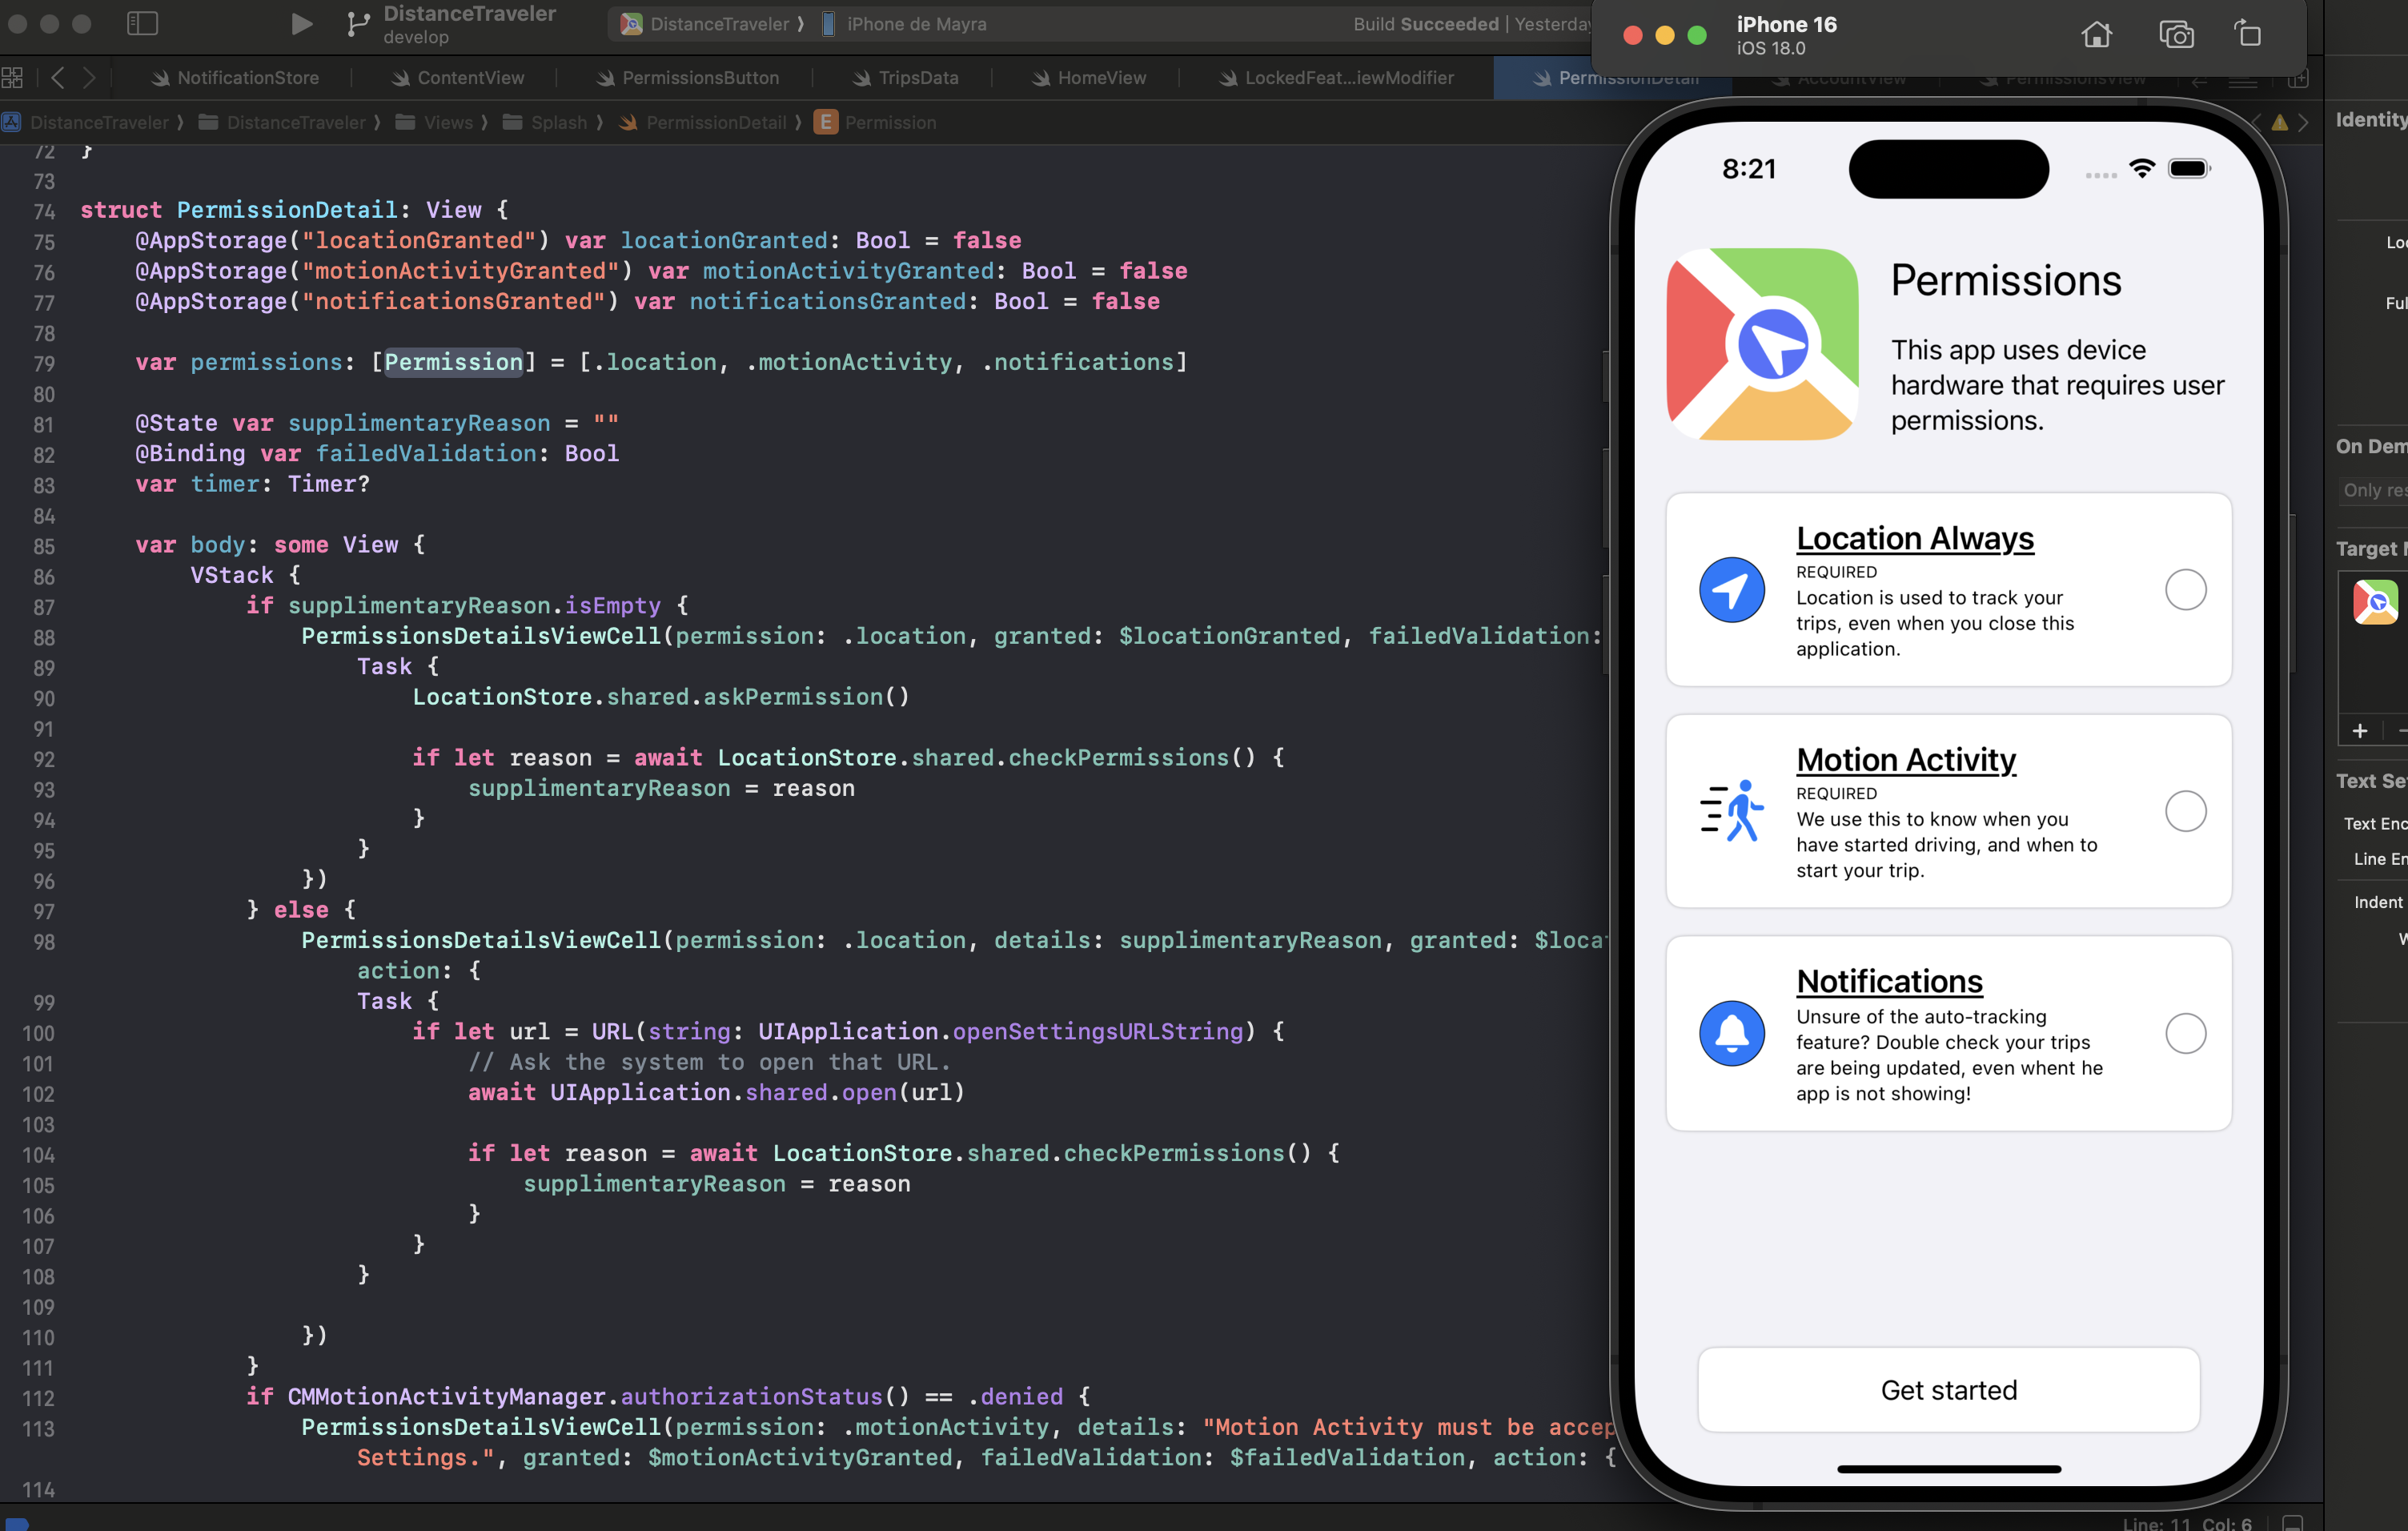 DistanceTraveler
develop
DistanceTraveler ⟩ iPhone de Mayra
Build Succeeded | Yesterday
iPhone 16
iOS 18.0
NotificationStore
ContentView
PermissionsButton
TripsData
HomeView
LockedFeat...iewModifier
PermissionDetail
AccountView
PermissionsView
DistanceTraveler ⟩ DistanceTraveler ⟩ Views ⟩ Splash ⟩ PermissionDetail ⟩ E Permission
72 }
73
74 struct PermissionDetail: View {
75 @AppStorage("locationGranted") var locationGranted: Bool = false
76 @AppStorage("motionActivityGranted") var motionActivityGranted: Bool = false
77 @AppStorage("notificationsGranted") var notificationsGranted: Bool = false
78
79 var permissions: [Permission] = [.location, .motionActivity, .notifications]
80
81 @State var supplimentaryReason = ""
82 @Binding var failedValidation: Bool
83 var timer: Timer?
84
85 var body: some View {
86 VStack {
87 if supplimentaryReason.isEmpty {
88 PermissionsDetailsViewCell(permission: .location, granted: $locationGranted, failedValidation:
89 Task {
90 LocationStore.shared.askPermission()
91
92 if let reason = await LocationStore.shared.checkPermissions() {
93 supplimentaryReason = reason
94 }
95 }
96 })
97 } else {
98 PermissionsDetailsViewCell(permission: .location, details: supplimentaryReason, granted: $locat
action: {
99 Task {
100 if let url = URL(string: UIApplication.openSettingsURLString) {
101 // Ask the system to open that URL.
102 await UIApplication.shared.open(url)
103
104 if let reason = await LocationStore.shared.checkPermissions() {
105 supplimentaryReason = reason
106 }
107 }
108 }
109
110 })
111 }
112 if CMMotionActivityManager.authorizationStatus() == .denied {
113 PermissionsDetailsViewCell(permission: .motionActivity, details: "Motion Activity must be accep
Settings.", granted: $motionActivityGranted, failedValidation: $failedValidation, action: {
114
8:21
Permissions
This app uses device
hardware that requires user
permissions.
Location Always
REQUIRED
Location is used to track your
trips, even when you close this
application.
Motion Activity
REQUIRED
We use this to know when you
have started driving, and when to
start your trip.
Notifications
Unsure of the auto-tracking
feature? Double check your trips
are being updated, even whent he
app is not showing!
Get started
Identity
Loc
Ful
On Dem
Only res
Target M
Text Set
Text Enc
Line En
Indent
W
Line: 11 Col: 6